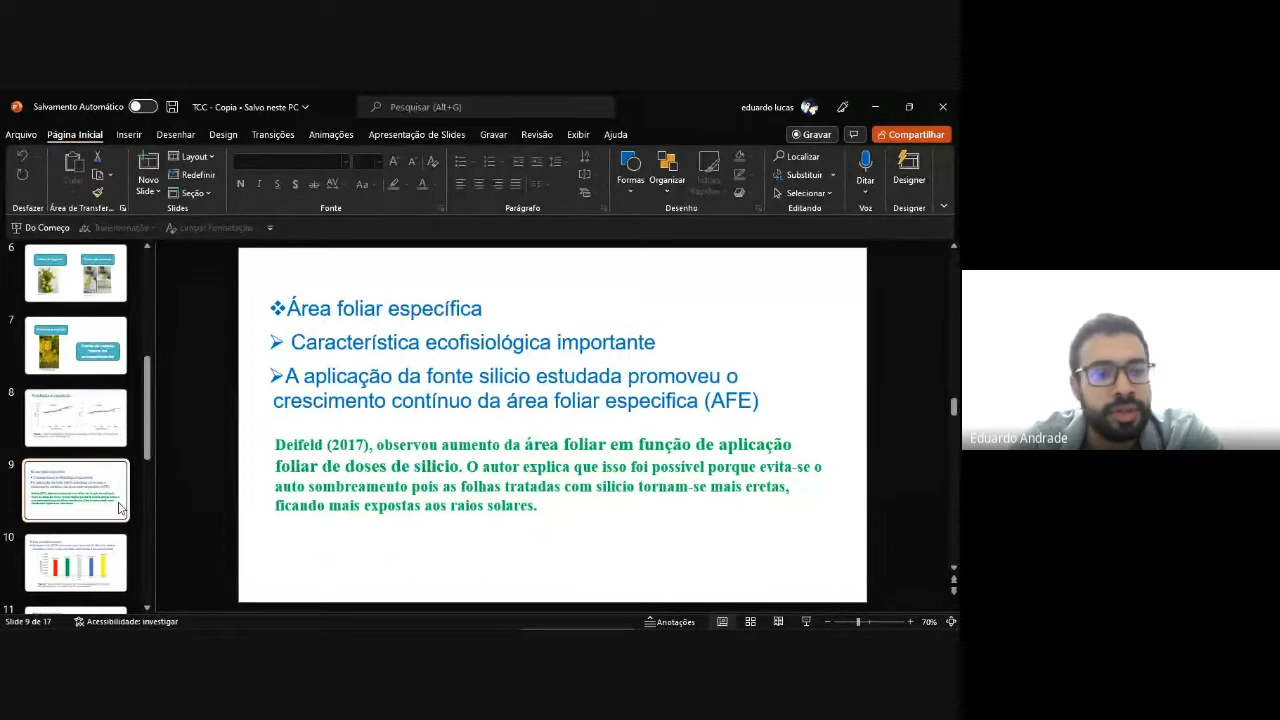 Salvamento Automático
TCC - Copia • Salvo neste PC
Pesquisar (Alt+G)
eduardo lucas
Arquivo Página Inicial Inserir Desenhar Design Transições Animações Apresentação de Slides Gravar Revisão Exibir Ajuda
Gravar
Compartilhar
Colar
Novo
Slide
Layout
Redefinir
Seção
N I S S ab AV Aa A
Formas
Organizar
Estilos
Rápidos
Localizar
Substituir
Selecionar
Ditar
Designer
Desfazer Área de Transfer... Slides Fonte Parágrafo Desenho Editando Voz Designer
Do Começo Transformação Limpar Formatação
6
7
8
9
10
11
❖Área foliar específica
➢ Característica ecofisiológica importante
➢A aplicação da fonte silicio estudada promoveu o
crescimento contínuo da área foliar especifica (AFE)
Deifeld (2017), observou aumento da área foliar em função de aplicação
foliar de doses de silicio. O autor explica que isso foi possível porque evita-se o
auto sombreamento pois as folhas tratadas com silicio tornam-se mais eretas,
ficando mais expostas aos raios solares.
Eduardo Andrade
Slide 9 de 17 Acessibilidade: investigar
Anotações
70%